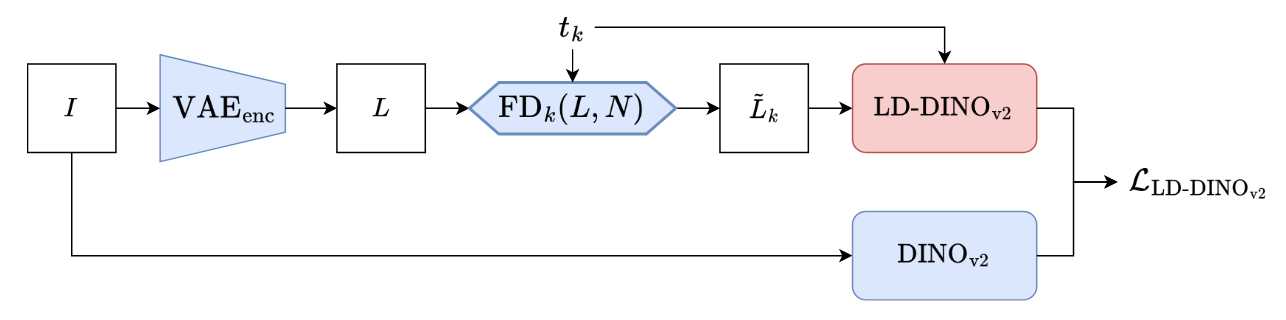 t_k
I
VAE_enc
L
FD_k(L, N)
L̃_k
LD-DINO_v2
ℒ_LD-DINO_v2
DINO_v2